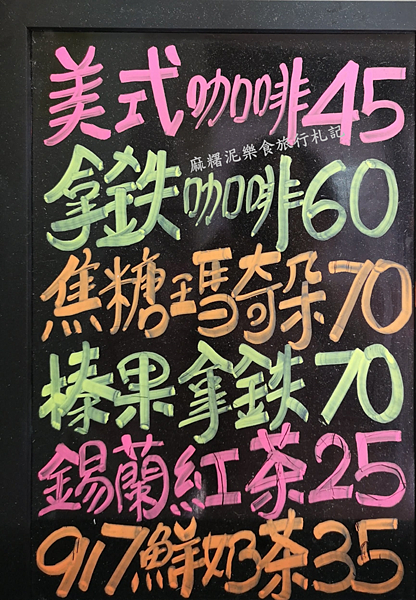 美式咖啡45
麻糬泥樂食旅行札記
拿鉄咖啡60
焦糖瑪奇朵70
榛果拿鉄70
錫蘭紅茶25
917鮮奶茶35